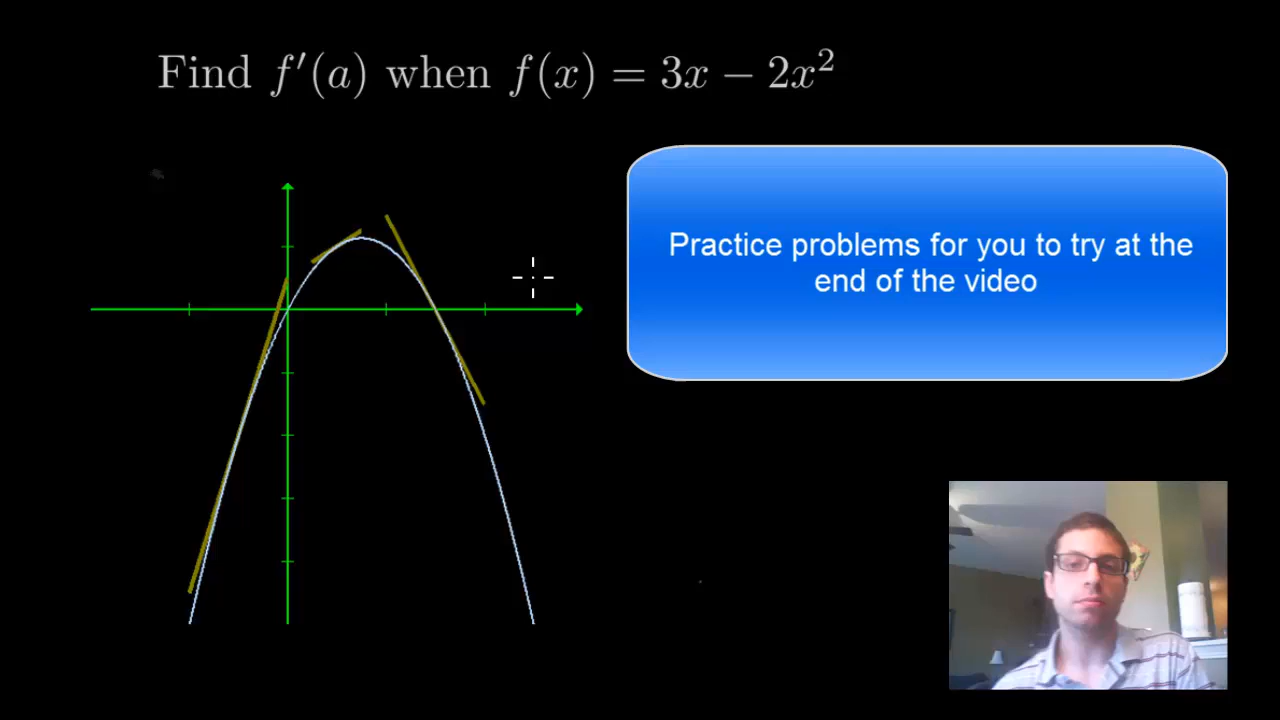 Find f′(a) when f(x) = 3x − 2x²
Practice problems for you to try at the
end of the video